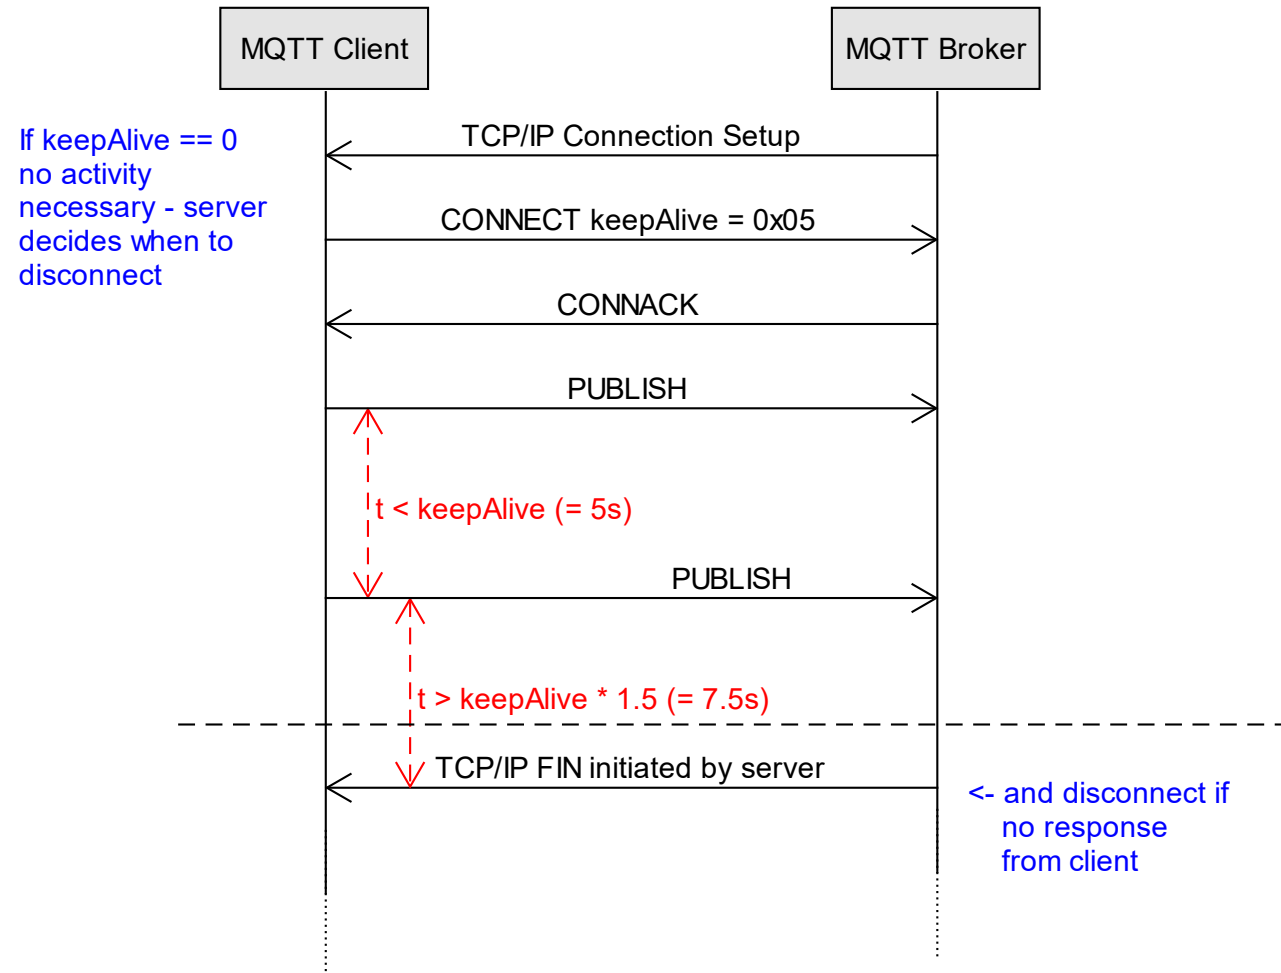 MQTT Client
MQTT Broker
If keepAlive == 0
no activity
necessary - server
decides when to
disconnect
TCP/IP Connection Setup
CONNECT keepAlive = 0x05
CONNACK
PUBLISH
t < keepAlive (= 5s)
PUBLISH
t > keepAlive * 1.5 (= 7.5s)
TCP/IP FIN initiated by server
<- and disconnect if
no response
from client